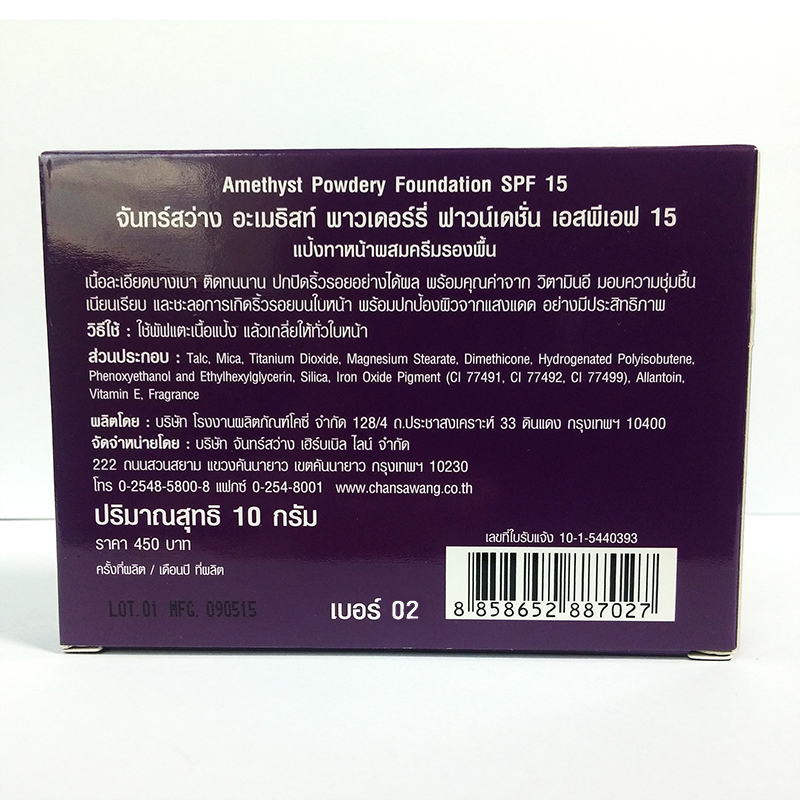 Amethyst Powdery Foundation SPF 15
จันทร์สว่าง อะเมธิสท์ พาวเดอร์รี่ ฟาวน์เดชั่น เอสพีเอฟ 15
แป้งทาหน้าผสมครีมรองพื้น
เนื้อละเอียดบางเบา ติดทนนาน ปกปิดริ้วรอยอย่างได้ผล พร้อมคุณค่าจาก วิตามินอี มอบความชุ่มชื้น
เนียนเรียบ และชะลอการเกิดริ้วรอยบนใบหน้า พร้อมปกป้องผิวจากแสงแดด อย่างมีประสิทธิภาพ
วิธีใช้ : ใช้พัฟแตะเนื้อแป้ง แล้วเกลี่ยให้ทั่วใบหน้า
ส่วนประกอบ : Talc, Mica, Titanium Dioxide, Magnesium Stearate, Dimethicone, Hydrogenated Polyisobutene,
Phenoxyethanol and Ethylhexylglycerin, Silica, Iron Oxide Pigment (CI 77491, CI 77492, CI 77499), Allantoin,
Vitamin E, Fragrance
ผลิตโดย : บริษัท โรงงานผลิตภัณฑ์โคซี่ จำกัด 128/4 ถ.ประชาสงเคราะห์ 33 ดินแดง กรุงเทพฯ 10400
จัดจำหน่ายโดย : บริษัท จันทร์สว่าง เฮิร์บเบิล ไลน์ จำกัด
222 ถนนสวนสยาม แขวงคันนายาว เขตคันนายาว กรุงเทพฯ 10230
โทร 0-2548-5800-8 แฟกซ์ 0-254-8001 www.chansawang.co.th
ปริมาณสุทธิ 10 กรัม
ราคา 450 บาท
ครั้งที่ผลิต / เดือนปี ที่ผลิต
LOT.01 MFG. 090515
เบอร์ 02
เลขที่ใบรับแจ้ง 10-1-5440393
8 858652 887027